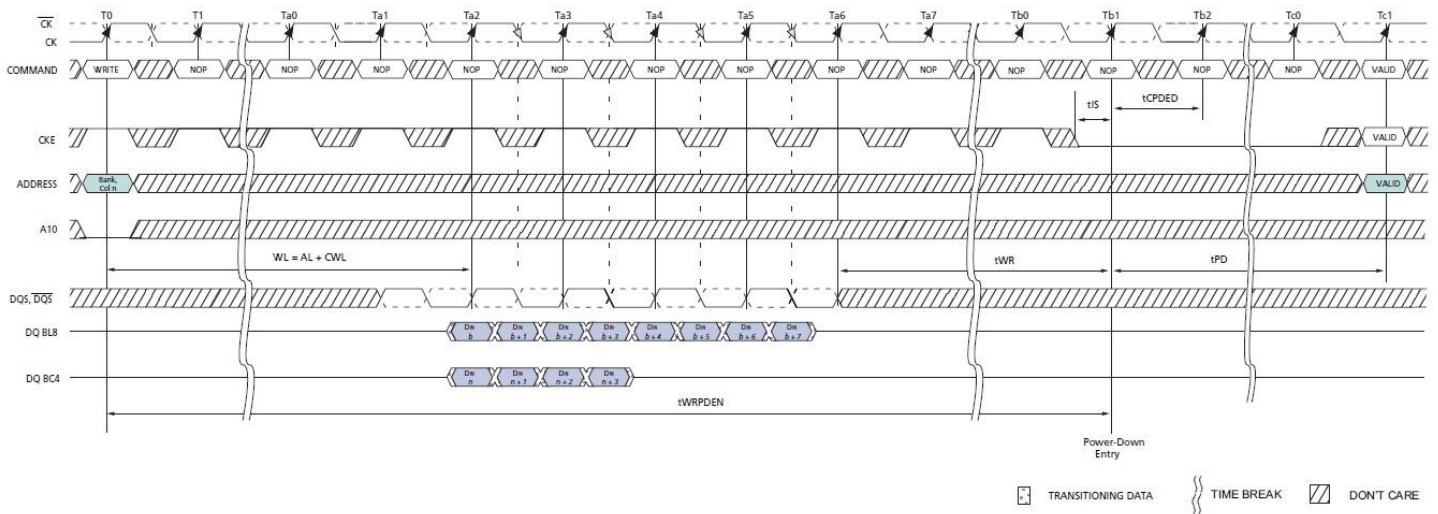 T0 T1 Ta0 Ta1 Ta2 Ta3 Ta4 Ta5 Ta6 Ta7 Tb0 Tb1 Tb2 Tc0 Tc1
CK
CK
COMMAND WRITE NOP NOP NOP NOP NOP NOP NOP NOP NOP NOP NOP NOP NOP VALID
tIS tCPDED
CKE VALID
ADDRESS Bank, Col n VALID
A10
WL = AL + CWL tWR tPD
DQS, DQS
DQ BL8 DIN b DIN b + 1 DIN b + 2 DIN b + 3 DIN b + 4 DIN b + 5 DIN b + 6 DIN b + 7
DQ BC4 DIN n DIN n + 1 DIN n + 2 DIN n + 3
tWRPDEN
Power-Down
Entry
TRANSITIONING DATA TIME BREAK DON'T CARE